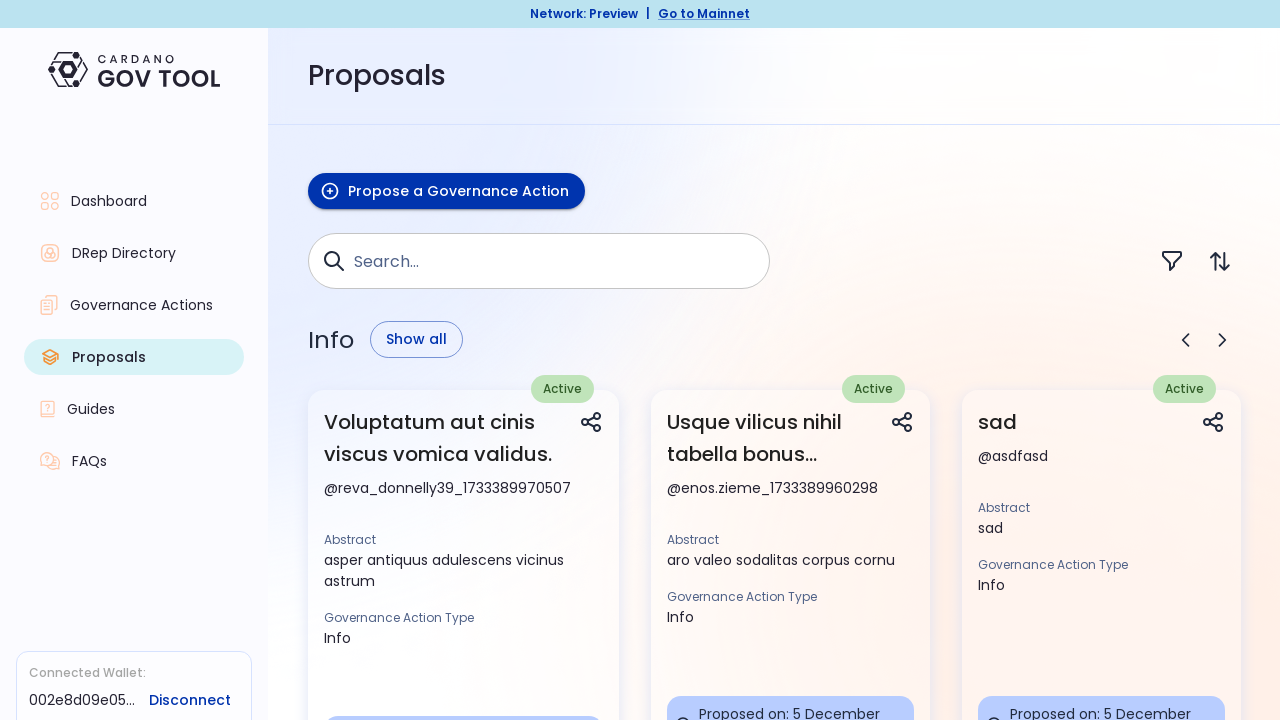 Network: Preview | Go to Mainnet
CARDANO
GOV TOOL
Dashboard
DRep Directory
Governance Actions
Proposals
Guides
FAQs
Connected Wallet:
002e8d09e05... Disconnect
Proposals
Propose a Governance Action
Search...
Info Show all
Active
Voluptatum aut cinis
viscus vomica validus.
@reva_donnelly39_1733389970507
Abstract
asper antiquus adulescens vicinus
astrum
Governance Action Type
Info
Active
Usque vilicus nihil
tabella bonus...
@enos.zieme_1733389960298
Abstract
aro valeo sodalitas corpus cornu
Governance Action Type
Info
Proposed on: 5 December
Active
sad
@asdfasd
Abstract
sad
Governance Action Type
Info
Proposed on: 5 December